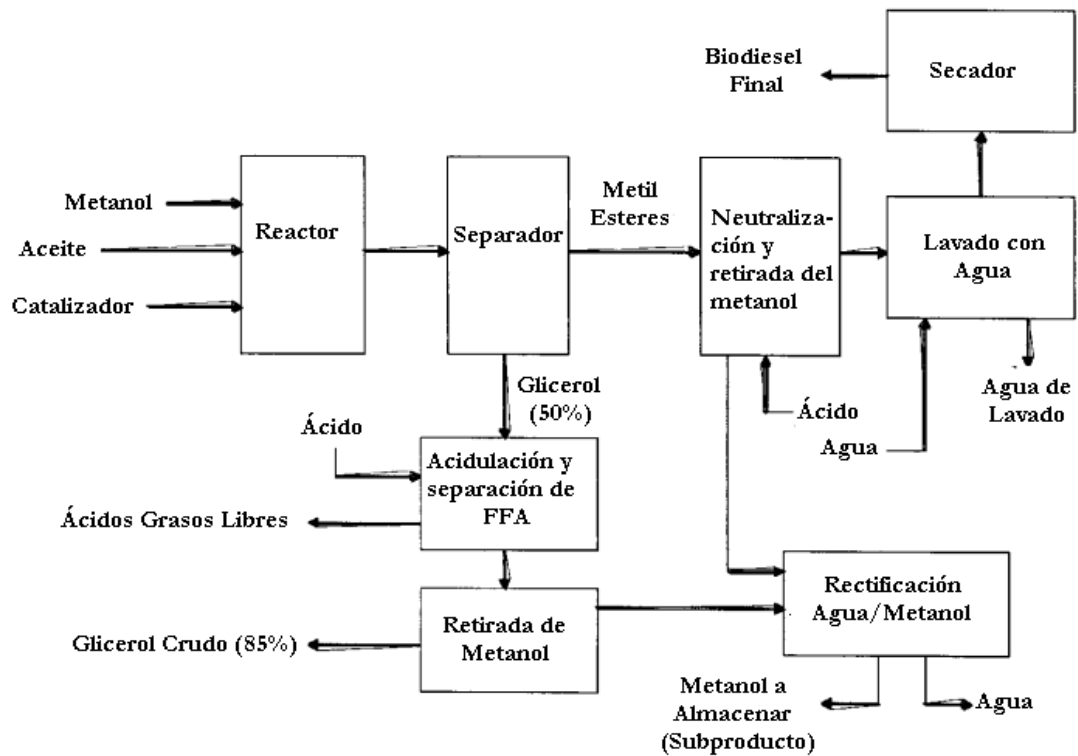 Biodiesel
Final
Secador
Metanol
Aceite
Catalizador
Reactor
Separador
Metil
Esteres
Neutraliza-
ción y
retirada del
metanol
Lavado con
Agua
Glicerol
(50%)
Ácido
Agua
Agua de
Lavado
Ácido
Acidulación y
separación de
FFA
Ácidos Grasos Libres
Retirada de
Metanol
Glicerol Crudo (85%)
Rectificación
Agua/Metanol
Metanol a
Almacenar
(Subproducto)
Agua